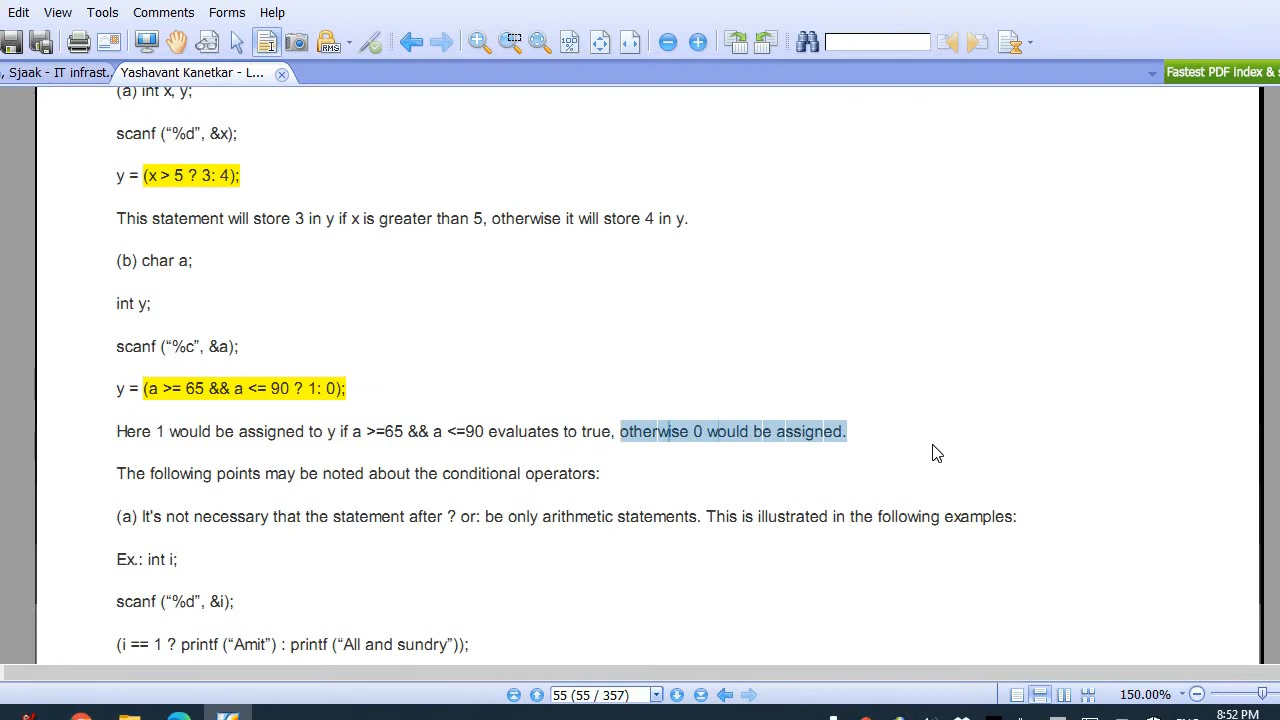 Edit View Tools Comments Forms Help
RMS
100%
, Sjaak - IT infrast... Yashavant Kanetkar - L...
Fastest PDF index & s
(a) int x, y;
scanf (“%d”, &x);
y = (x > 5 ? 3: 4);
This statement will store 3 in y if x is greater than 5, otherwise it will store 4 in y.
(b) char a;
int y;
scanf (“%c”, &a);
y = (a >= 65 && a <= 90 ? 1: 0);
Here 1 would be assigned to y if a >=65 && a <=90 evaluates to true, otherwise 0 would be assigned.
The following points may be noted about the conditional operators:
(a) It's not necessary that the statement after ? or: be only arithmetic statements. This is illustrated in the following examples:
Ex.: int i;
scanf (“%d”, &i);
(i == 1 ? printf (“Amit”) : printf (“All and sundry”));
55 (55 / 357)
150.00%
8:52 PM